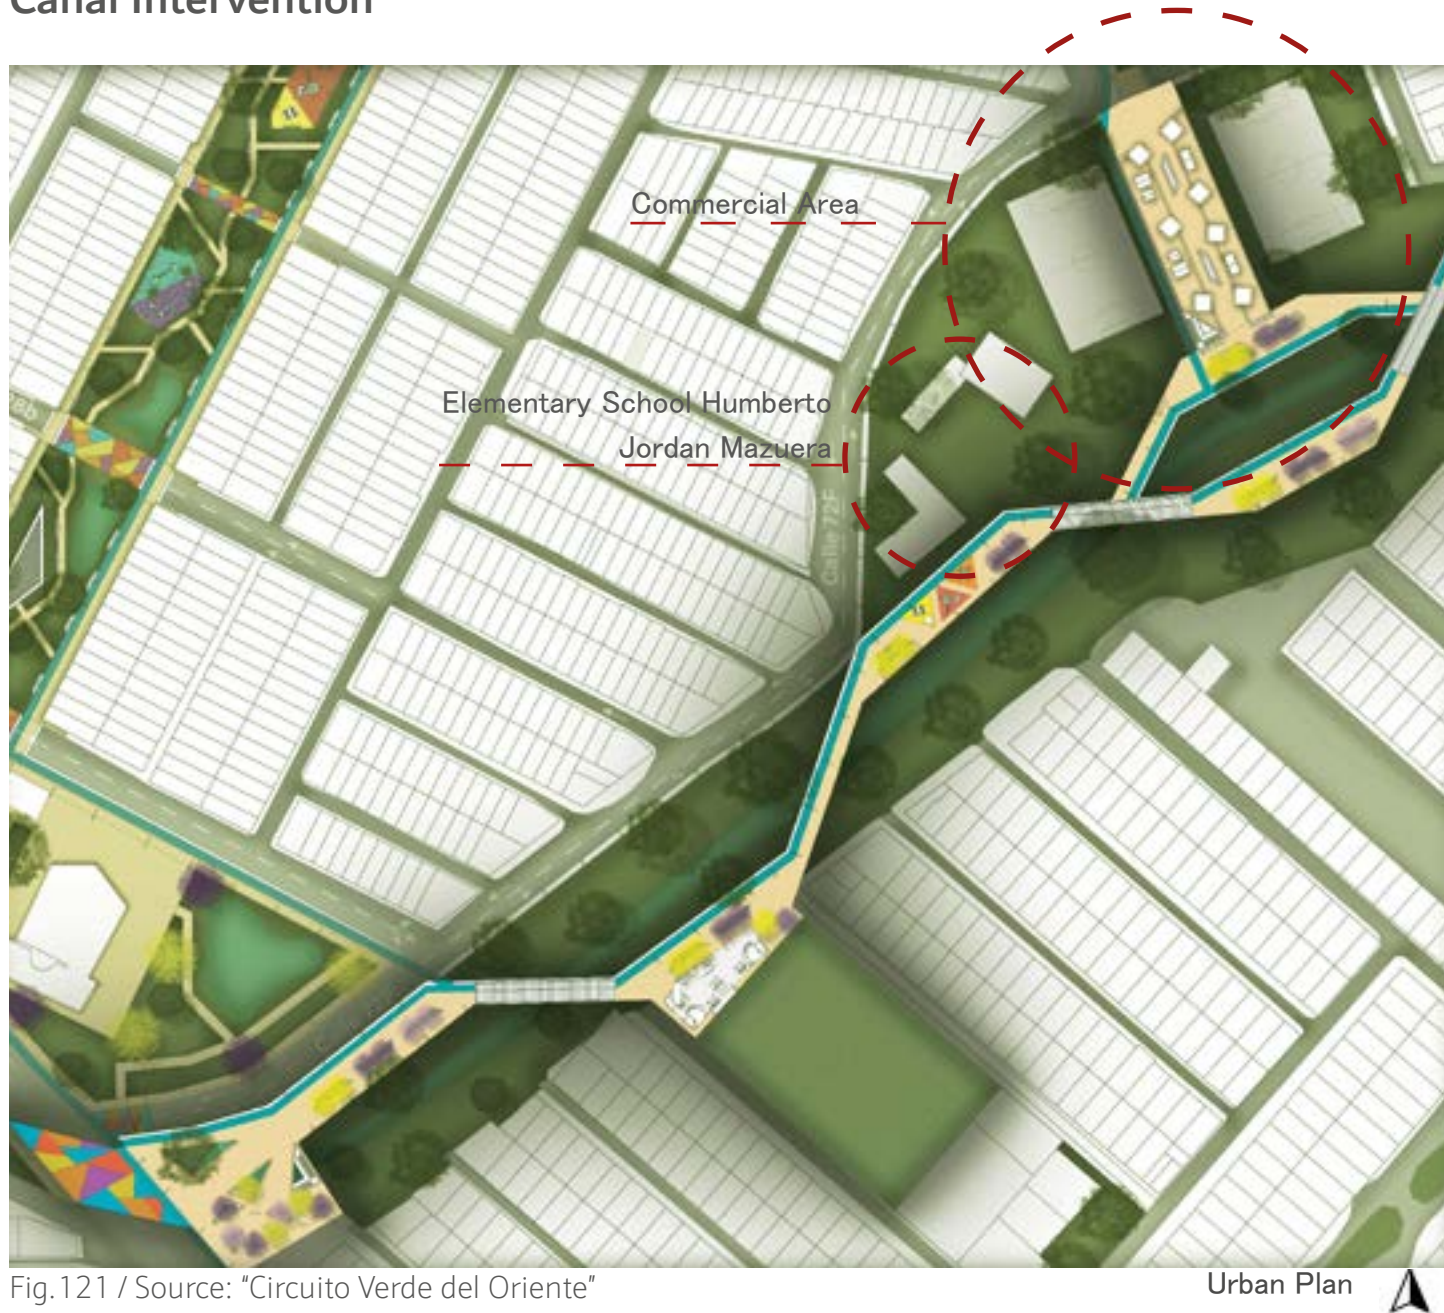 Canal Intervention
Commercial Area
Elementary School Humberto
Jordan Mazuera
Calle 72F
Fig.121 / Source: “Circuito Verde del Oriente”
Urban Plan